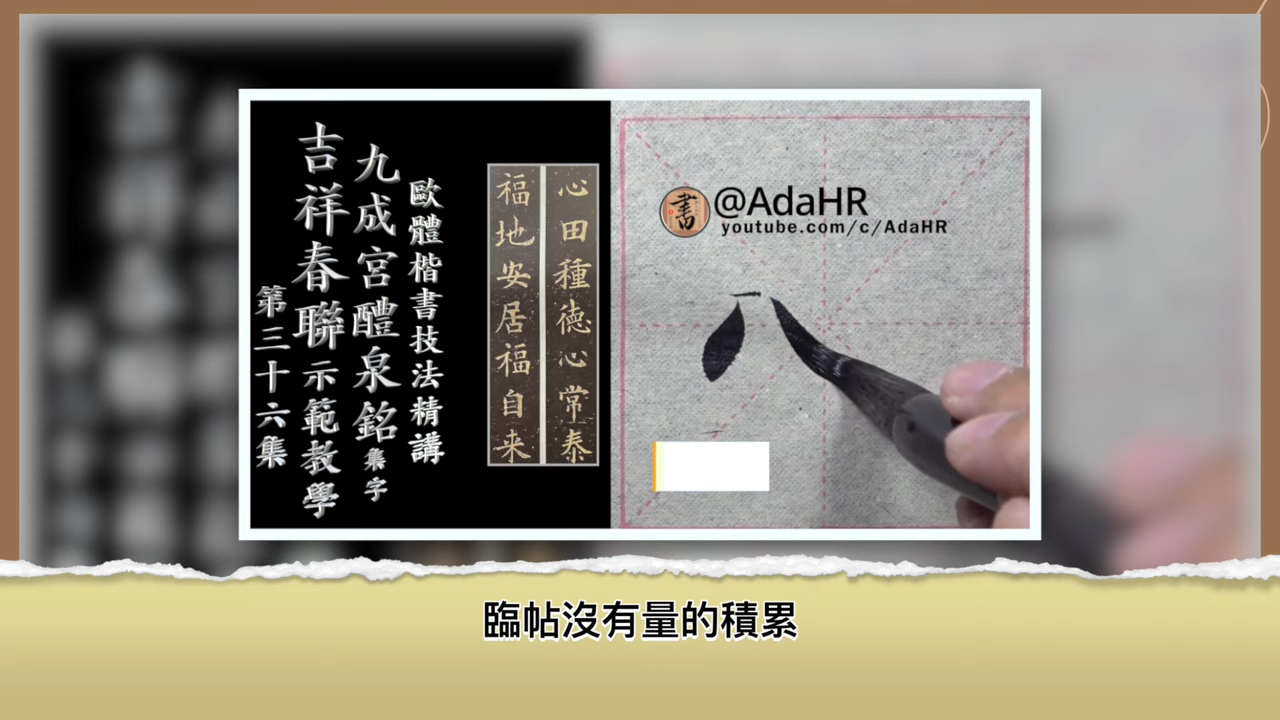 歐體楷書技法精講
九成宮醴泉銘集字
吉祥春聯示範教學
第三十六集
心田種德心常泰
福地安居福自来
書
@AdaHR
youtube.com/c/AdaHR
臨帖沒有量的積累